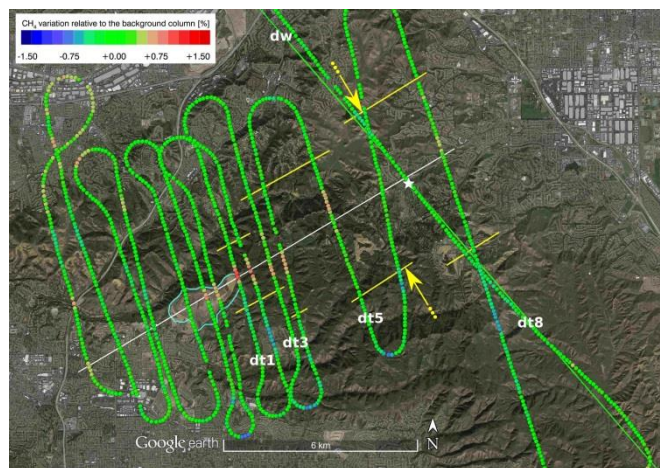 CH₄ variation relative to the background column [%]
-1.50 -0.75 +0.00 +0.75 +1.50
dw
dt5
dt8
dt3
dt1
Google earth
6 km
N